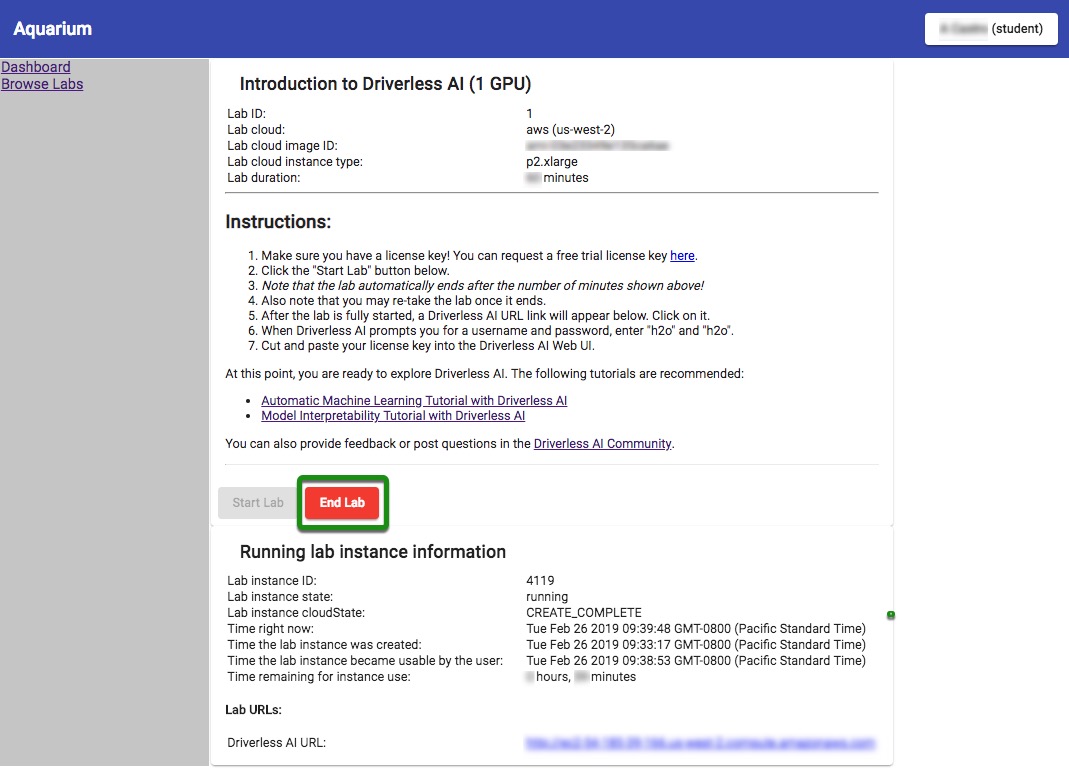 Aquarium
(student)
Dashboard
Browse Labs
Introduction to Driverless AI (1 GPU)
Lab ID: 1
Lab cloud: aws (us-west-2)
Lab cloud image ID:
Lab cloud instance type: p2.xlarge
Lab duration: minutes
Instructions:
1. Make sure you have a license key! You can request a free trial license key here.
2. Click the "Start Lab" button below.
3. Note that the lab automatically ends after the number of minutes shown above!
4. Also note that you may re-take the lab once it ends.
5. After the lab is fully started, a Driverless AI URL link will appear below. Click on it.
6. When Driverless AI prompts you for a username and password, enter "h2o" and "h2o".
7. Cut and paste your license key into the Driverless AI Web UI.
At this point, you are ready to explore Driverless AI. The following tutorials are recommended:
• Automatic Machine Learning Tutorial with Driverless AI
• Model Interpretability Tutorial with Driverless AI
You can also provide feedback or post questions in the Driverless AI Community.
Start Lab End Lab
Running lab instance information
Lab instance ID: 4119
Lab instance state: running
Lab instance cloudState: CREATE_COMPLETE
Time right now: Tue Feb 26 2019 09:39:48 GMT-0800 (Pacific Standard Time)
Time the lab instance was created: Tue Feb 26 2019 09:33:17 GMT-0800 (Pacific Standard Time)
Time the lab instance became usable by the user: Tue Feb 26 2019 09:38:53 GMT-0800 (Pacific Standard Time)
Time remaining for instance use: hours, minutes
Lab URLs:
Driverless AI URL: